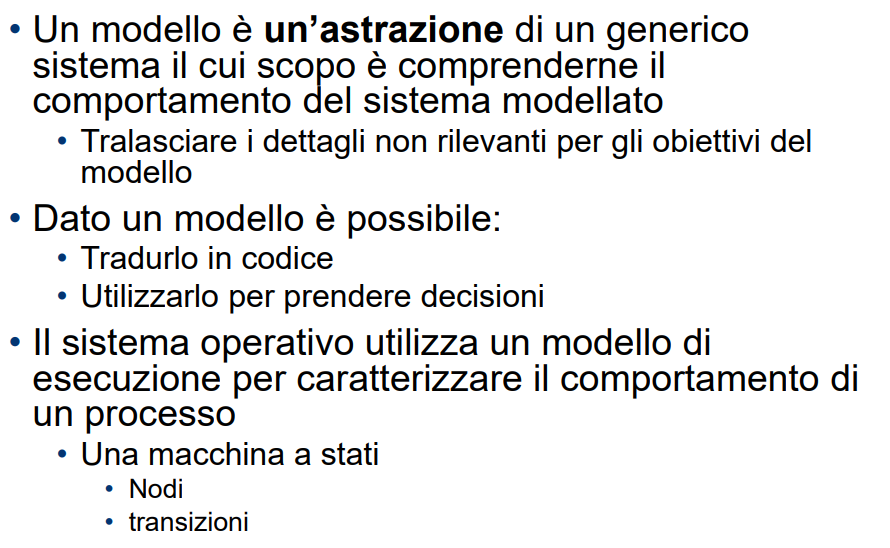 • Un modello è un’astrazione di un generico
sistema il cui scopo è comprenderne il
comportamento del sistema modellato
• Tralasciare i dettagli non rilevanti per gli obiettivi del
modello
• Dato un modello è possibile:
• Tradurlo in codice
• Utilizzarlo per prendere decisioni
• Il sistema operativo utilizza un modello di
esecuzione per caratterizzare il comportamento di
un processo
• Una macchina a stati
• Nodi
• transizioni